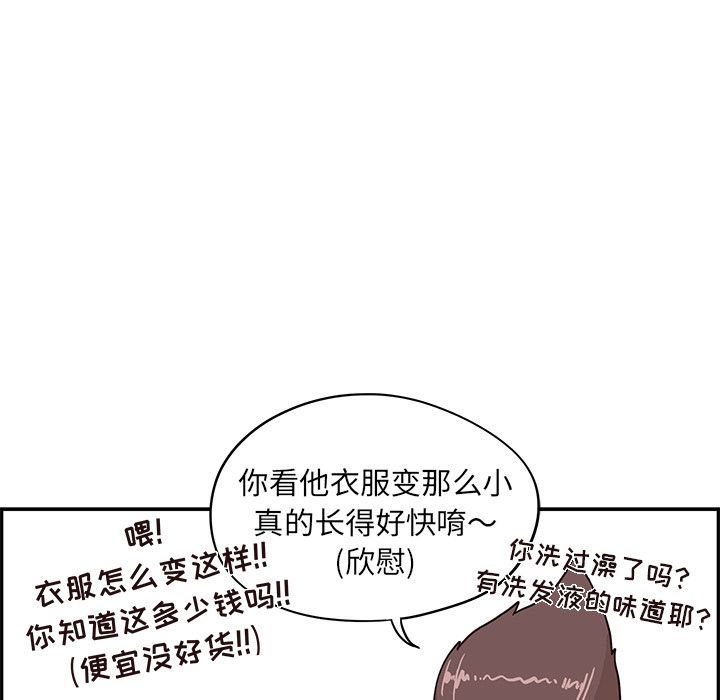 你看他衣服变那么小
真的长得好快唷～
(欣慰)
喂!
衣服怎么变这样!!
你知道这多少钱吗!!
(便宜没好货!!)
你洗过澡了吗?
有洗发液的味道耶?